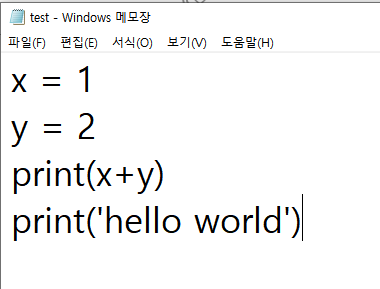 test - Windows 메모장
파일(F) 편집(E) 서식(O) 보기(V) 도움말(H)
x = 1
y = 2
print(x+y)
print('hello world')